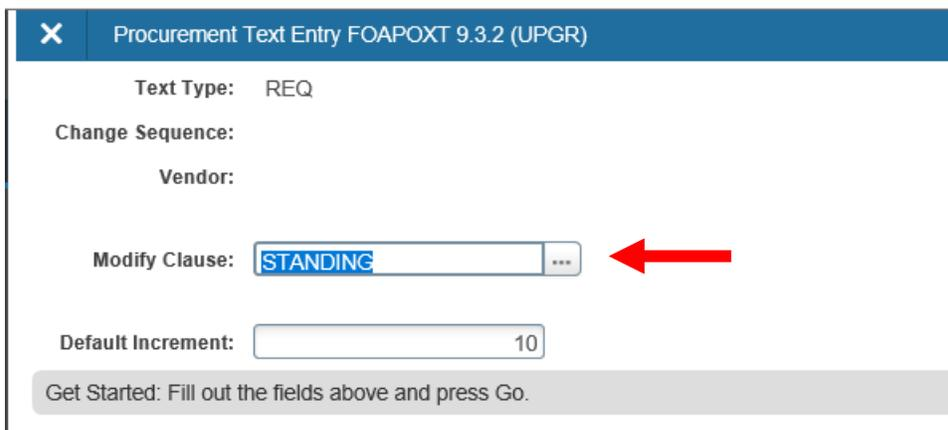 Procurement Text Entry FOAPOXT 9.3.2 (UPGR)
Text Type: REQ
Change Sequence:
Vendor:
Modify Clause: STANDING ...
Default Increment: 10
Get Started: Fill out the fields above and press Go.